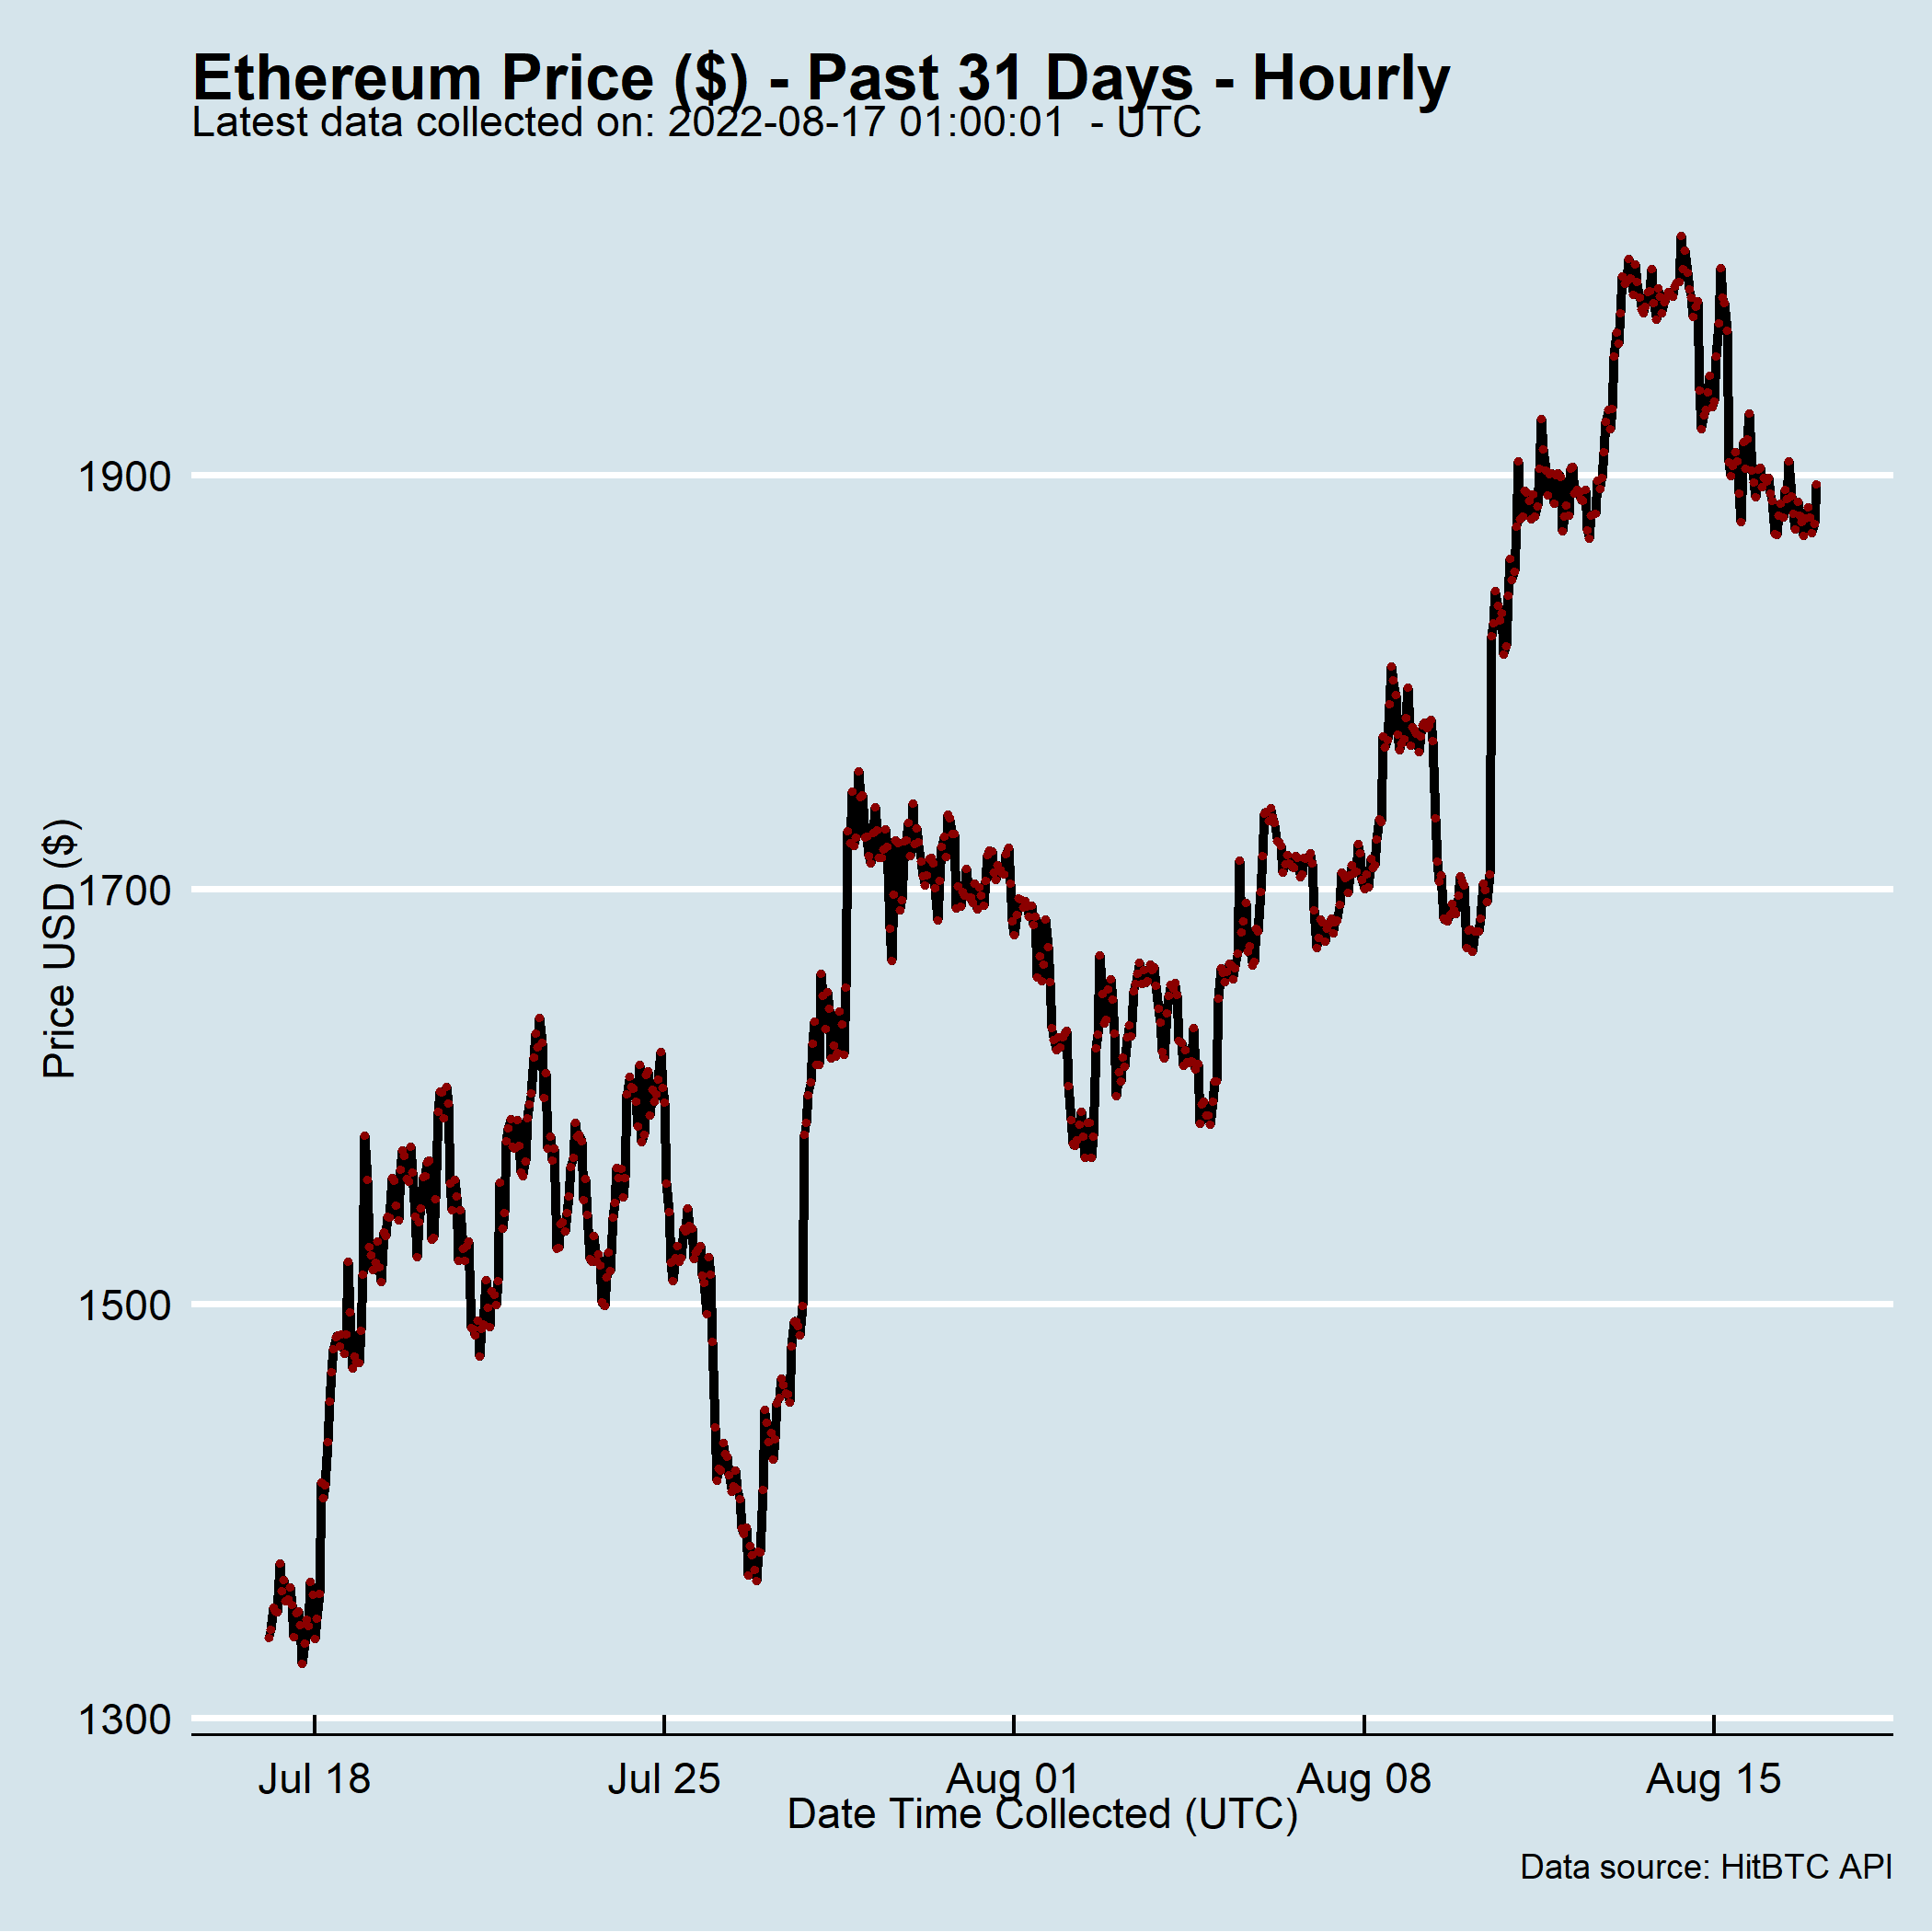 Ethereum Price ($) - Past 31 Days - Hourly
Latest data collected on: 2022-08-17 01:00:01  - UTC
1900
1700
1500
1300
Price USD ($)
Jul 18 Jul 25 Aug 01 Aug 08 Aug 15
Date Time Collected (UTC)
Data source: HitBTC API